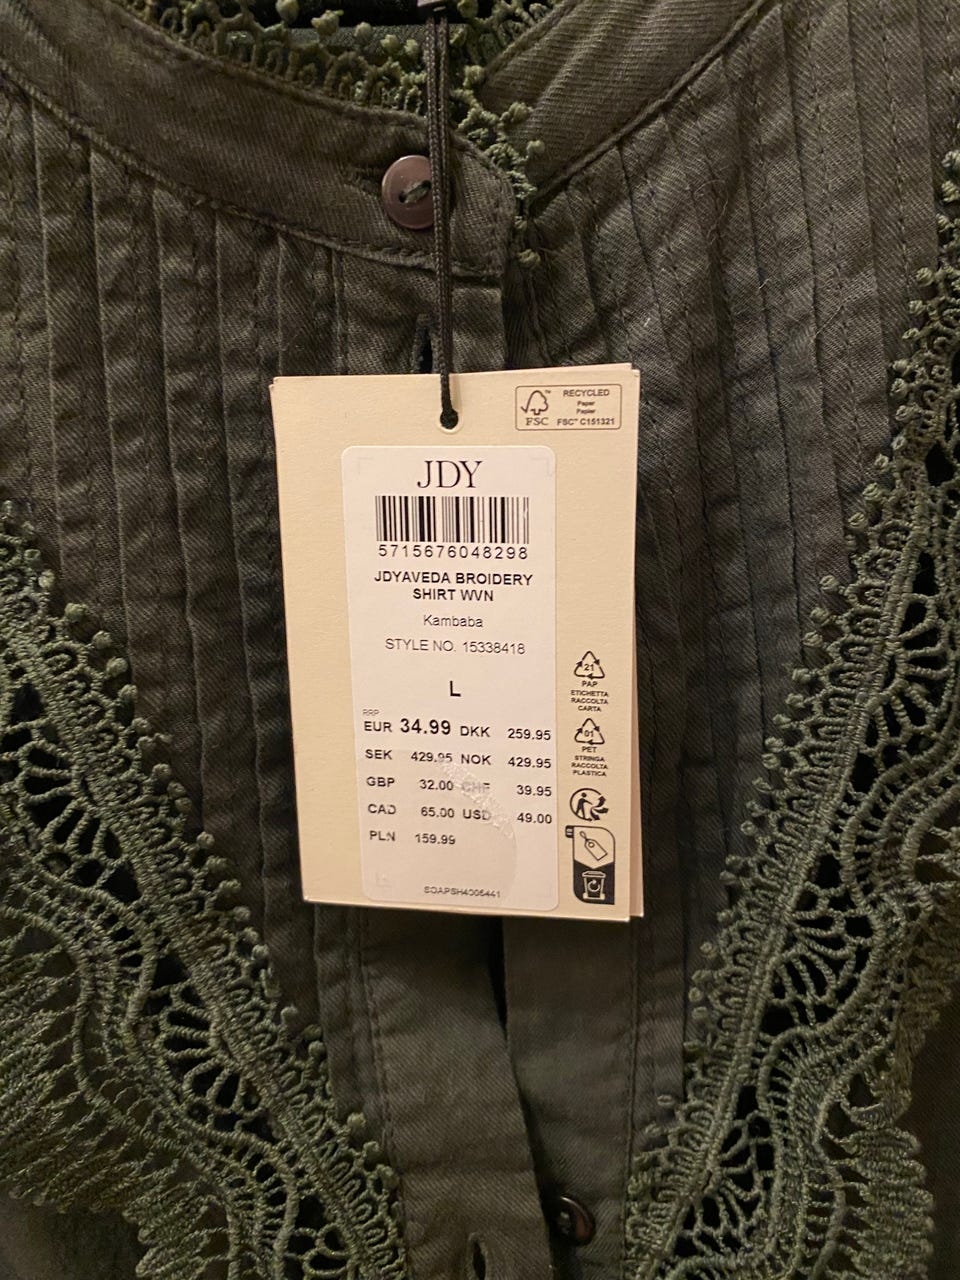 RECYCLED
Paper
Papier
FSC™ C151321
FSC
JDY
5715676048298
JDYAVEDA BROIDERY
SHIRT WVN
Kambaba
STYLE NO. 15338418
L
RRP
EUR 34.99 DKK 259.95
SEK 429.95 NOK 429.95
GBP 32.00 CHF 39.95
CAD 65.00 USD 49.00
PLN 159.99
21
PAP
ETICHETTA
RACCOLTA
CARTA
01
PET
STRINGA
RACCOLTA
PLASTICA